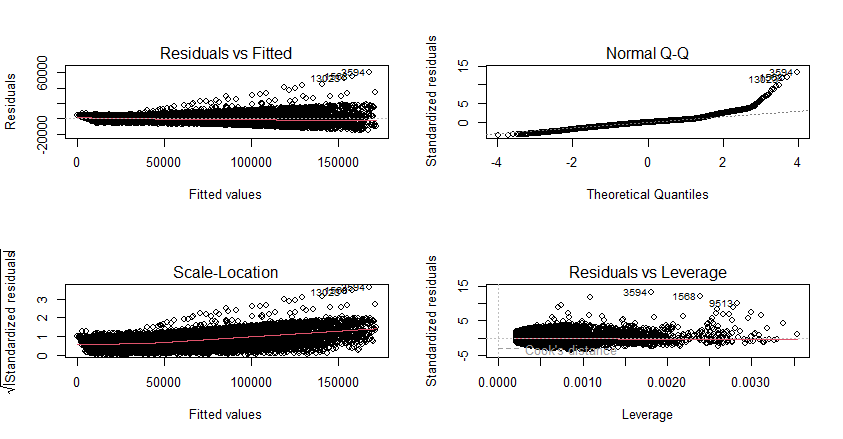 Residuals vs Fitted
Residuals
60000
-20000
3594
0
50000
100000
150000
Fitted values
Normal Q-Q
Standardized residuals
15
5
0
3594
-4
-2
0
2
4
Theoretical Quantiles
Scale-Location
√|Standardized residuals|
3
2
1
0
3594
0
50000
100000
150000
Fitted values
Residuals vs Leverage
Standardized residuals
15
5
-5
3594
1568
9513
Cook's distance
0.0000
0.0010
0.0020
0.0030
Leverage